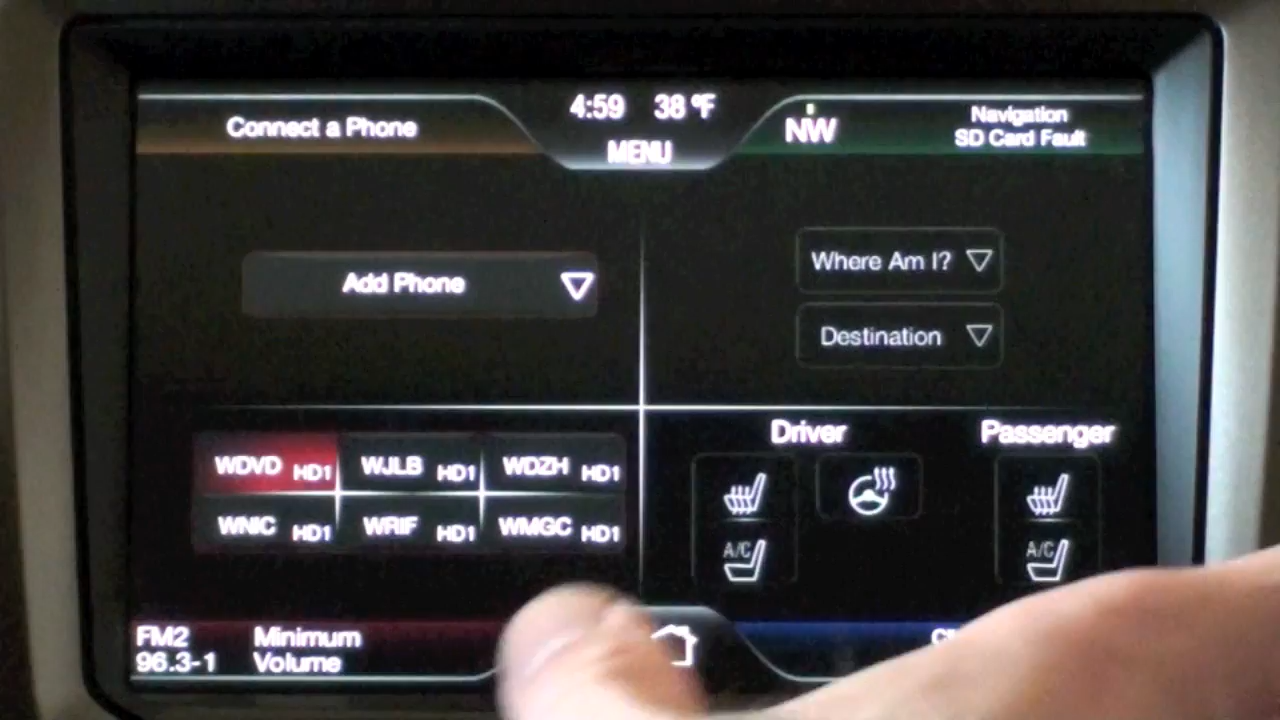 4:59 38 ºF
Connect a Phone
MENU
NW
Navigation
SD Card Fault
Add Phone
Where Am I?
Destination
WDVD HD1 WJLB HD1 WDZH HD1
WNIC HD1 WRIF HD1 WMGC HD1
Driver
Passenger
A/C
A/C
FM2
96.3-1
Minimum
Volume